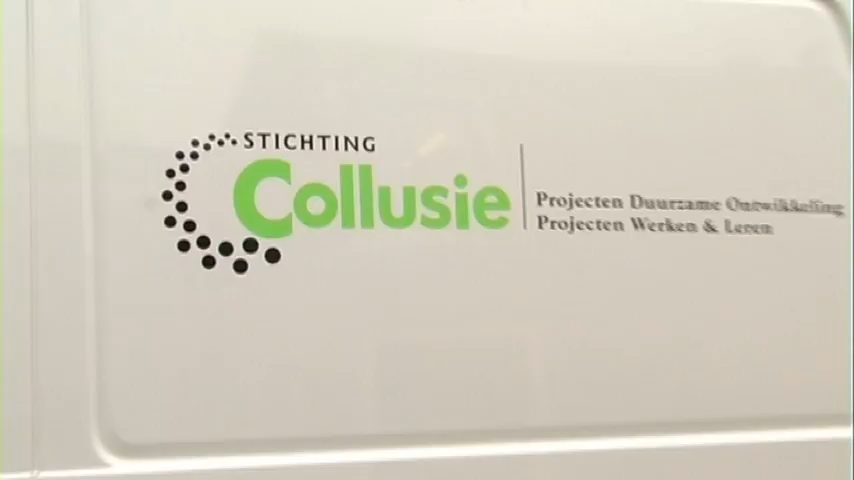 STICHTING
Collusie
Projecten Duurzame Ontwikkeling
Projecten Werken & Leren